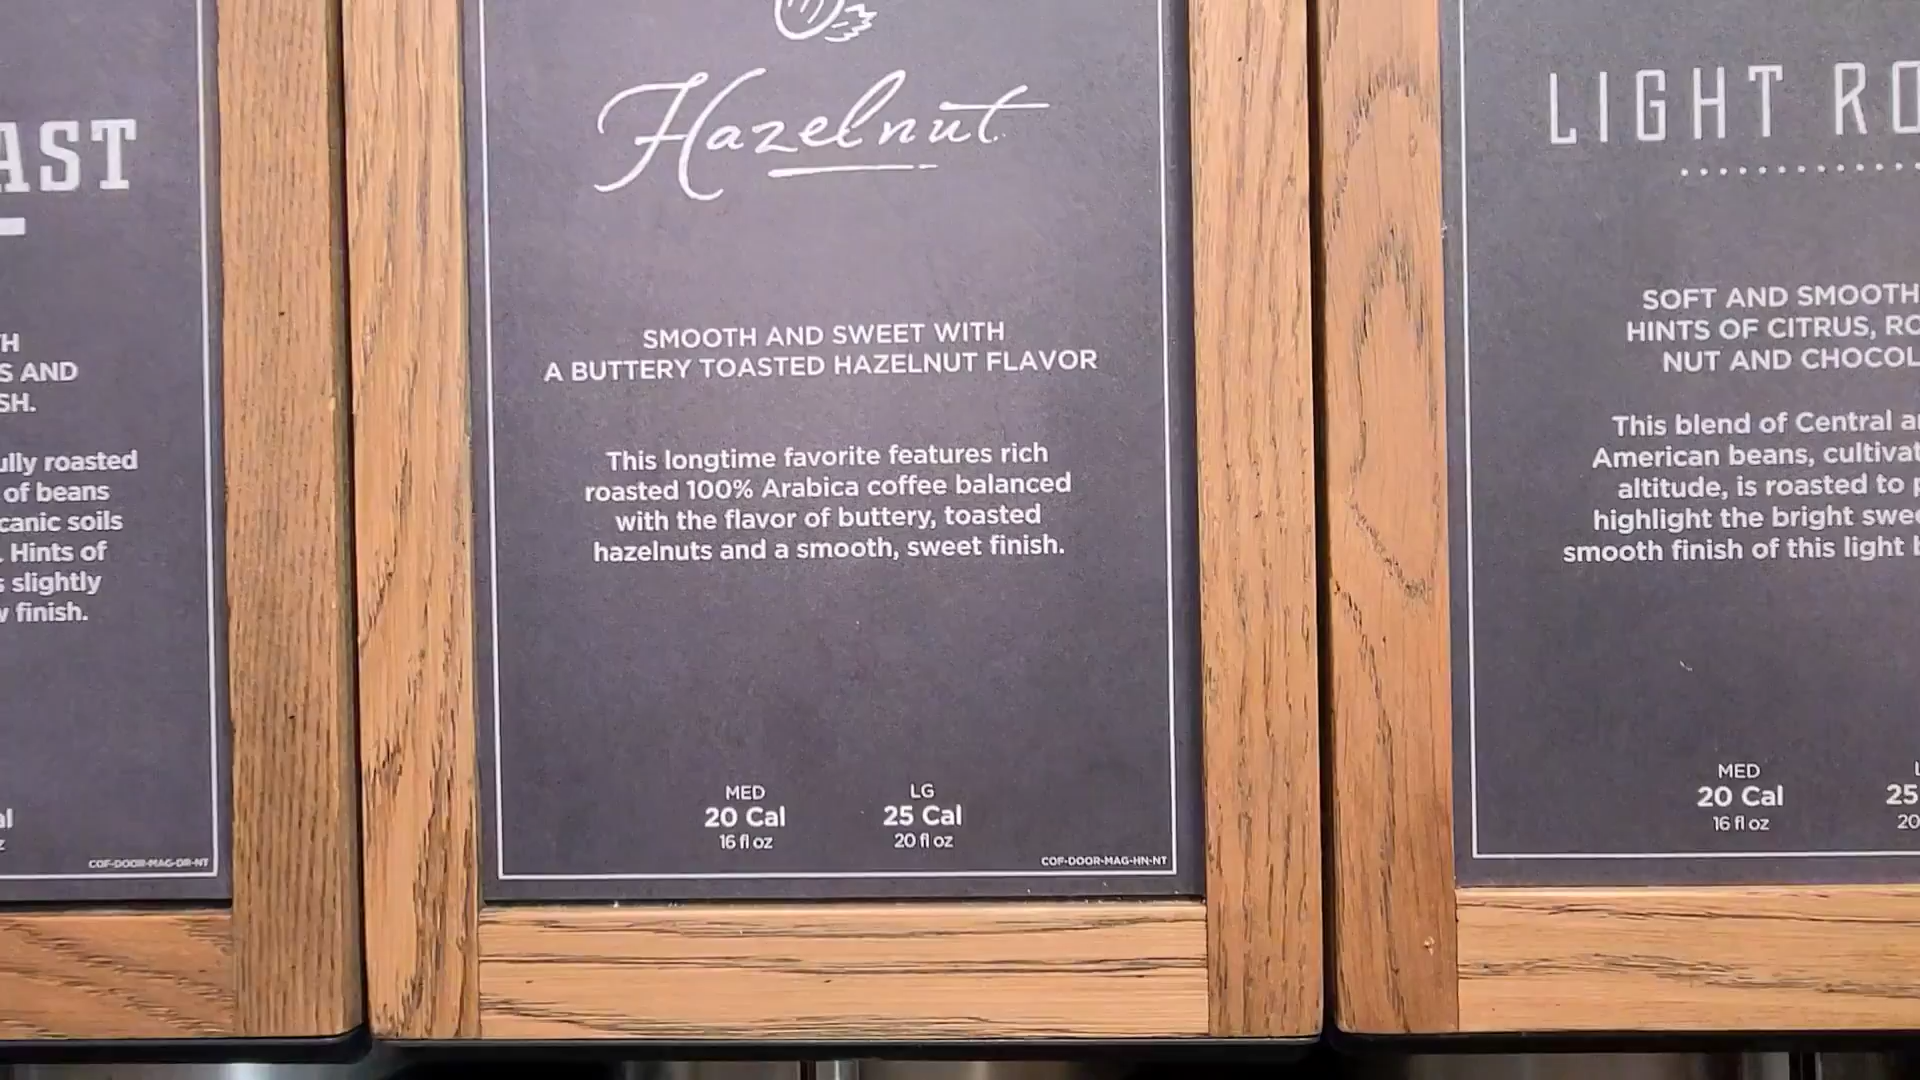 AST
TH
S AND
SH.
ully roasted
of beans
canic soils
. Hints of
s slightly
w finish.
al
COF-DOOR-MAG-DR-NT
Hazelnut
SMOOTH AND SWEET WITH
A BUTTERY TOASTED HAZELNUT FLAVOR
This longtime favorite features rich
roasted 100% Arabica coffee balanced
with the flavor of buttery, toasted
hazelnuts and a smooth, sweet finish.
MED LG
20 Cal 25 Cal
16 fl oz 20 fl oz
COF-DOOR-MAG-HN-NT
LIGHT RO
SOFT AND SMOOTH
HINTS OF CITRUS, RO
NUT AND CHOCOL
This blend of Central a
American beans, cultivat
altitude, is roasted to p
highlight the bright swee
smooth finish of this light b
MED L
20 Cal 25
16 fl oz 20